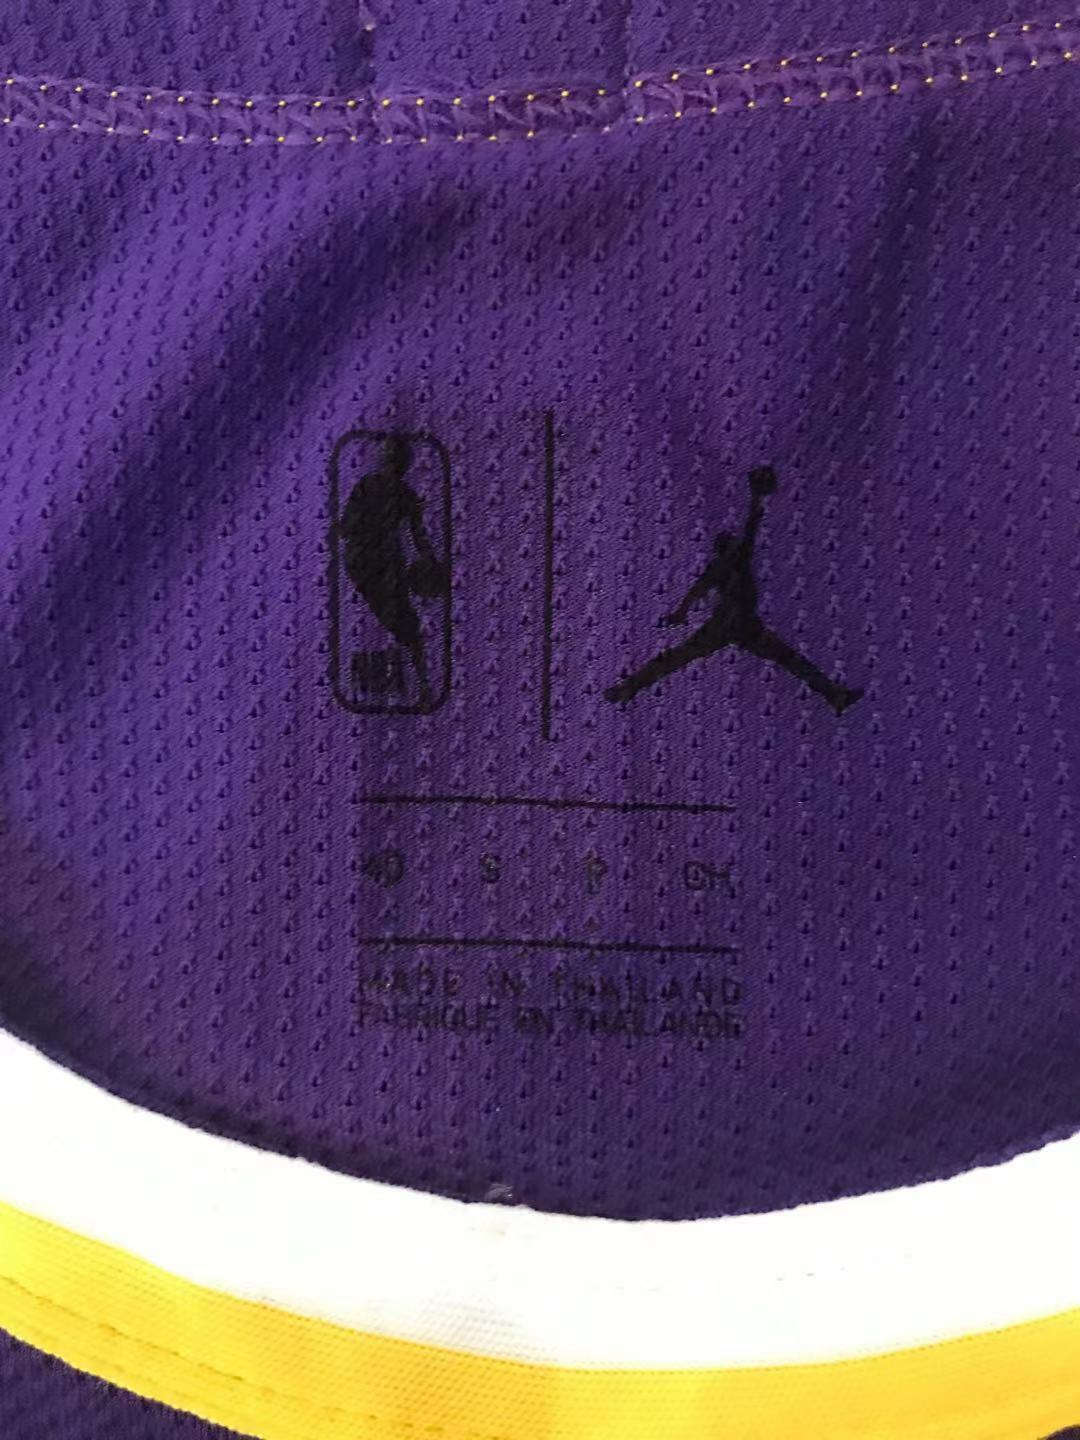 NBA
40 S P CH
MADE IN THAILAND
FABRIQUE EN THAILANDE